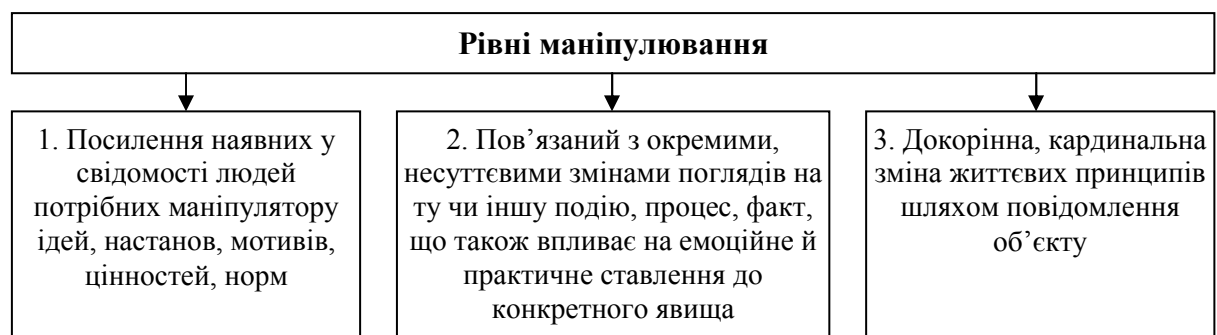 Рівні маніпулювання
1. Посилення наявних у
свідомості людей
потрібних маніпулятору
ідей, настанов, мотивів,
цінностей, норм
2. Пов’язаний з окремими,
несуттєвими змінами поглядів на
ту чи іншу подію, процес, факт,
що також впливає на емоційне й
практичне ставлення до
конкретного явища
3. Докорінна, кардинальна
зміна життєвих принципів
шляхом повідомлення
об’єкту